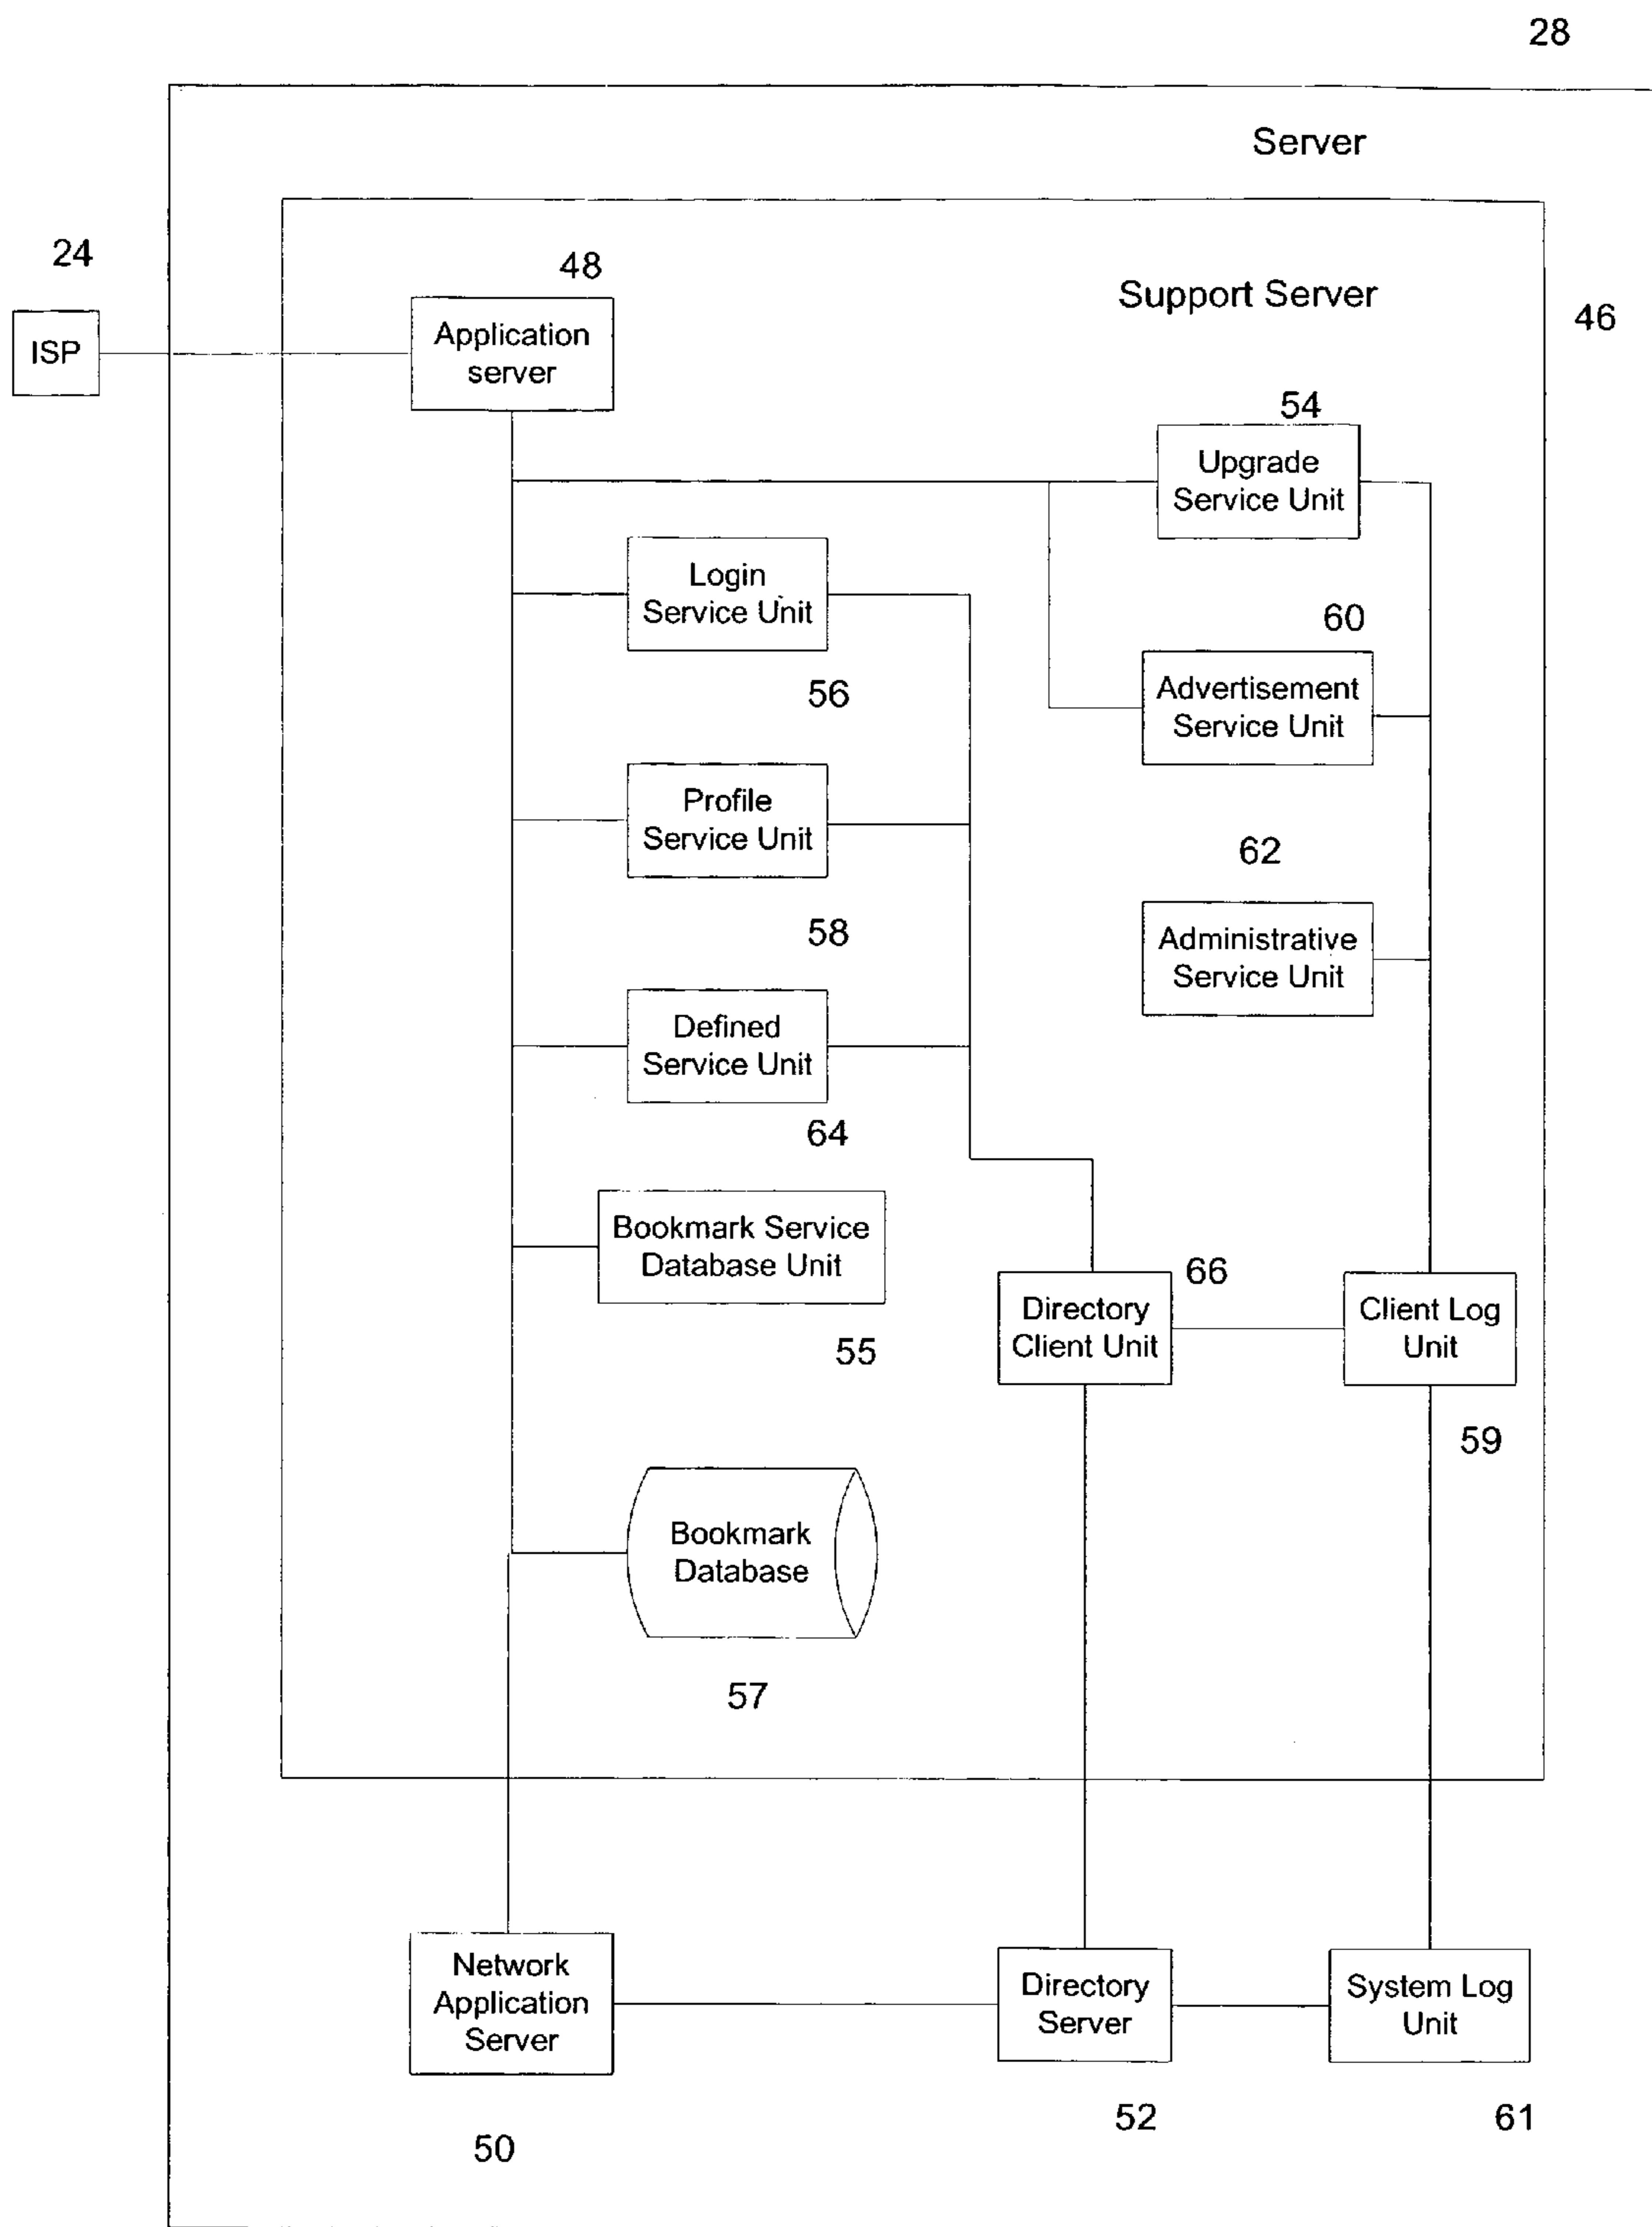 28
Server
24
48
Support Server
46
ISP
Application
server
54
Upgrade
Service Unit
Login
Service Unit
60
56
Advertisement
Service Unit
Profile
Service Unit
62
58
Administrative
Service Unit
Defined
Service Unit
64
Bookmark Service
Database Unit
66
55
Directory
Client Unit
Client Log
Unit
59
Bookmark
Database
57
Network
Application
Server
Directory
Server
System Log
Unit
52
61
50